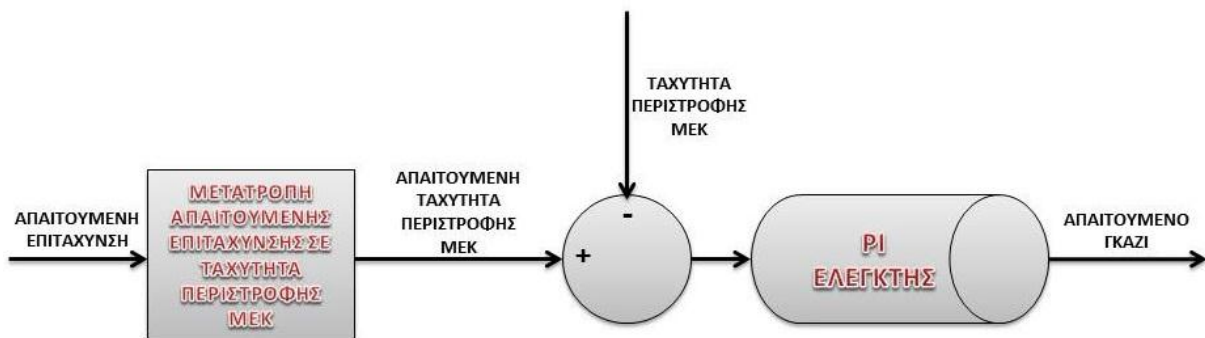 ΤΑΧΥΤΗΤΑ
ΠΕΡΙΣΤΡΟΦΗΣ
ΜΕΚ
ΑΠΑΙΤΟΥΜΕΝΗ
ΕΠΙΤΑΧΥΝΣΗ
ΜΕΤΑΤΡΟΠΗ
ΑΠΑΙΤΟΥΜΕΝΗΣ
ΕΠΙΤΑΧΥΝΣΗΣ ΣΕ
ΤΑΧΥΤΗΤΑ
ΠΕΡΙΣΤΡΟΦΗΣ
ΜΕΚ
ΑΠΑΙΤΟΥΜΕΝΗ
ΤΑΧΥΤΗΤΑ
ΠΕΡΙΣΤΡΟΦΗΣ
ΜΕΚ
-
+
PI
ΕΛΕΓΚΤΗΣ
ΑΠΑΙΤΟΥΜΕΝΟ
ΓΚΑΖΙ